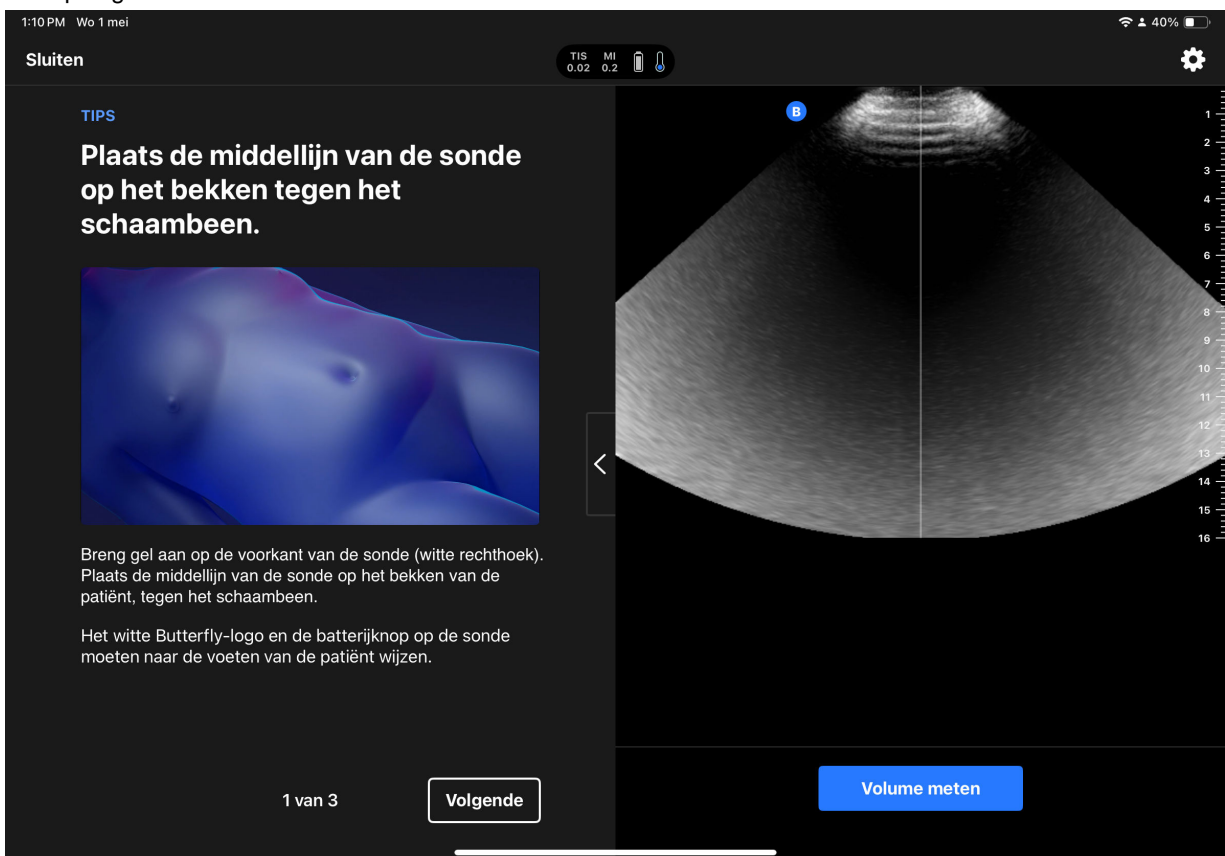 1:10 PM Wo 1 mei
40%
Sluiten
TIS MI
0.02 0.2
TIPS
Plaats de middellijn van de sonde
op het bekken tegen het
schaambeen.
Breng gel aan op de voorkant van de sonde (witte rechthoek).
Plaats de middellijn van de sonde op het bekken van de
patiënt, tegen het schaambeen.
Het witte Butterfly-logo en de batterijknop op de sonde
moeten naar de voeten van de patiënt wijzen.
1 van 3
Volgende
B
1
2
3
4
5
6
7
8
9
10
11
12
13
14
15
16
Volume meten